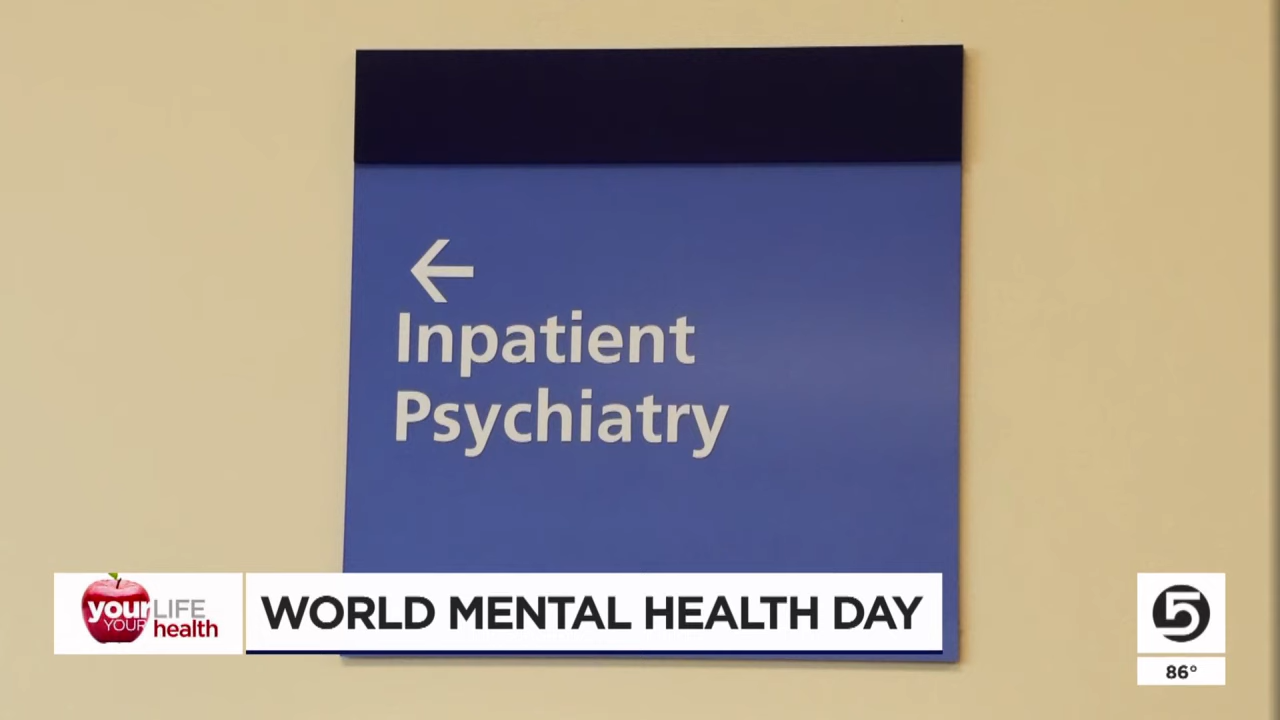 ←
Inpatient
Psychiatry
your LIFE
YOUR health
WORLD MENTAL HEALTH DAY
5
86°